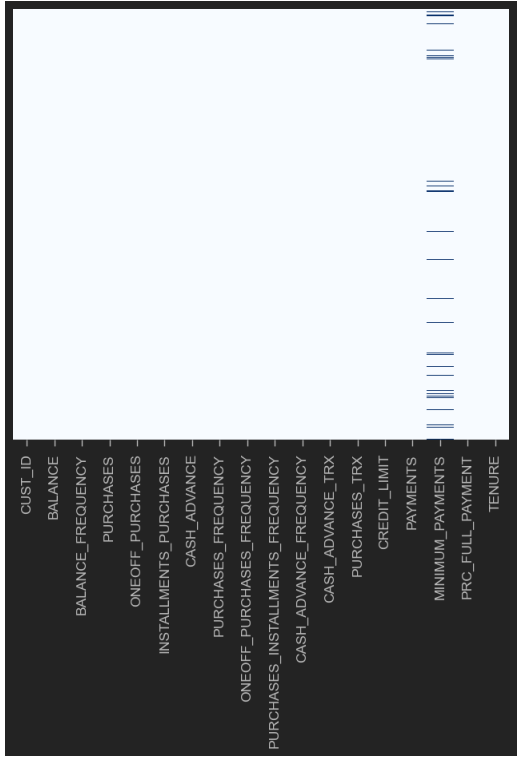 CUST_ID
BALANCE
BALANCE_FREQUENCY
PURCHASES
ONEOFF_PURCHASES
INSTALLMENTS_PURCHASES
CASH_ADVANCE
PURCHASES_FREQUENCY
ONEOFF_PURCHASES_FREQUENCY
PURCHASES_INSTALLMENTS_FREQUENCY
CASH_ADVANCE_FREQUENCY
CASH_ADVANCE_TRX
PURCHASES_TRX
CREDIT_LIMIT
PAYMENTS
MINIMUM_PAYMENTS
PRC_FULL_PAYMENT
TENURE